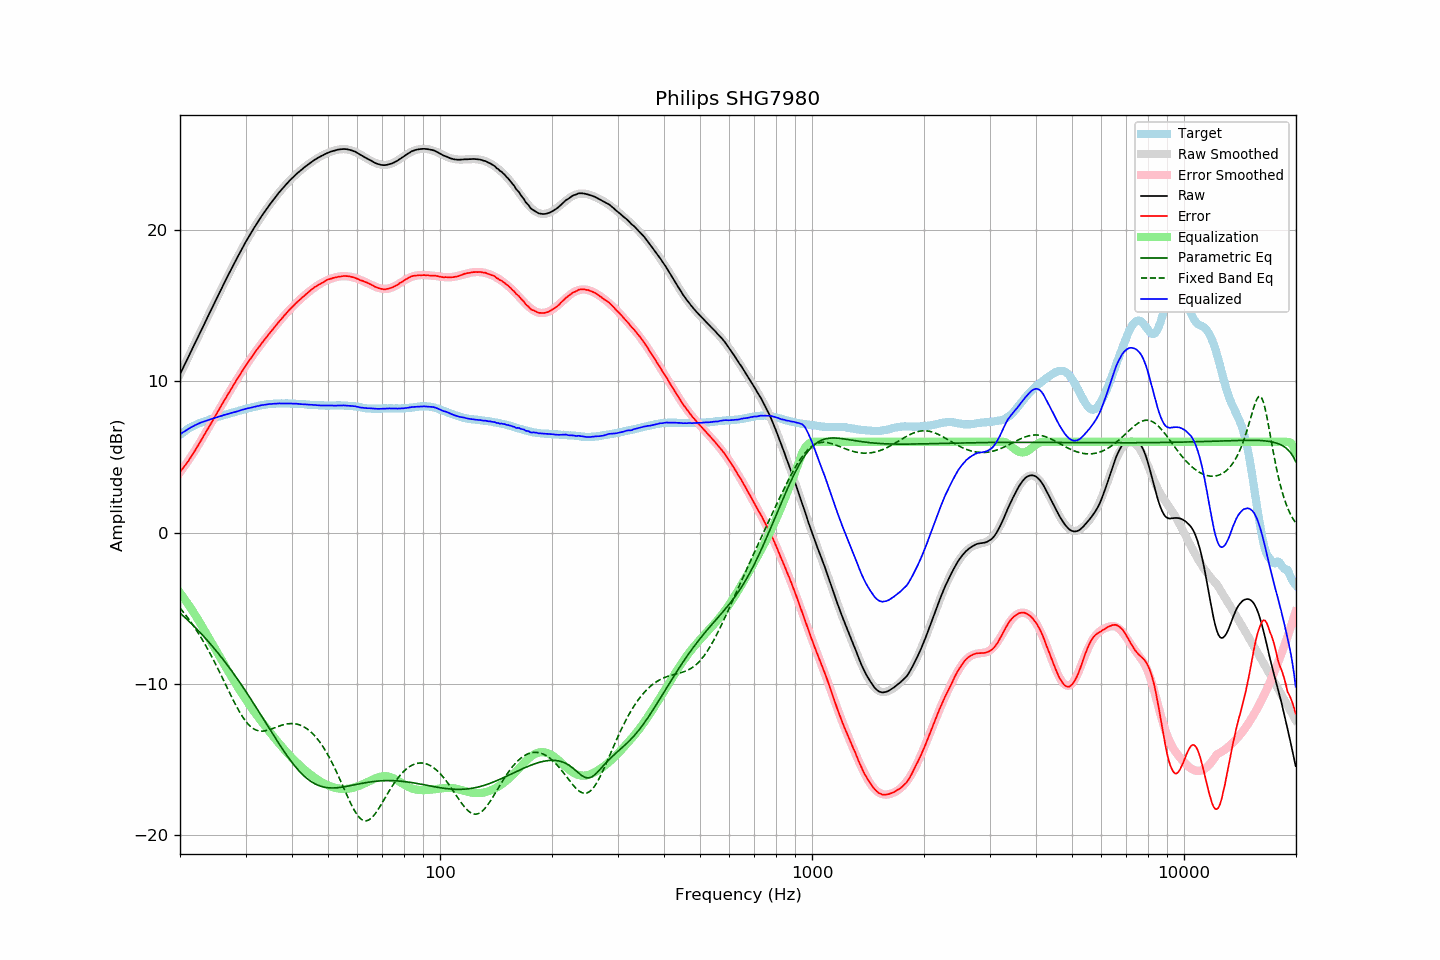 Philips SHG7980
Target
Raw Smoothed
Error Smoothed
Raw
Error
Equalization
Parametric Eq
Fixed Band Eq
Equalized
20
10
0
−10
−20
Amplitude (dBr)
100
1000
10000
Frequency (Hz)